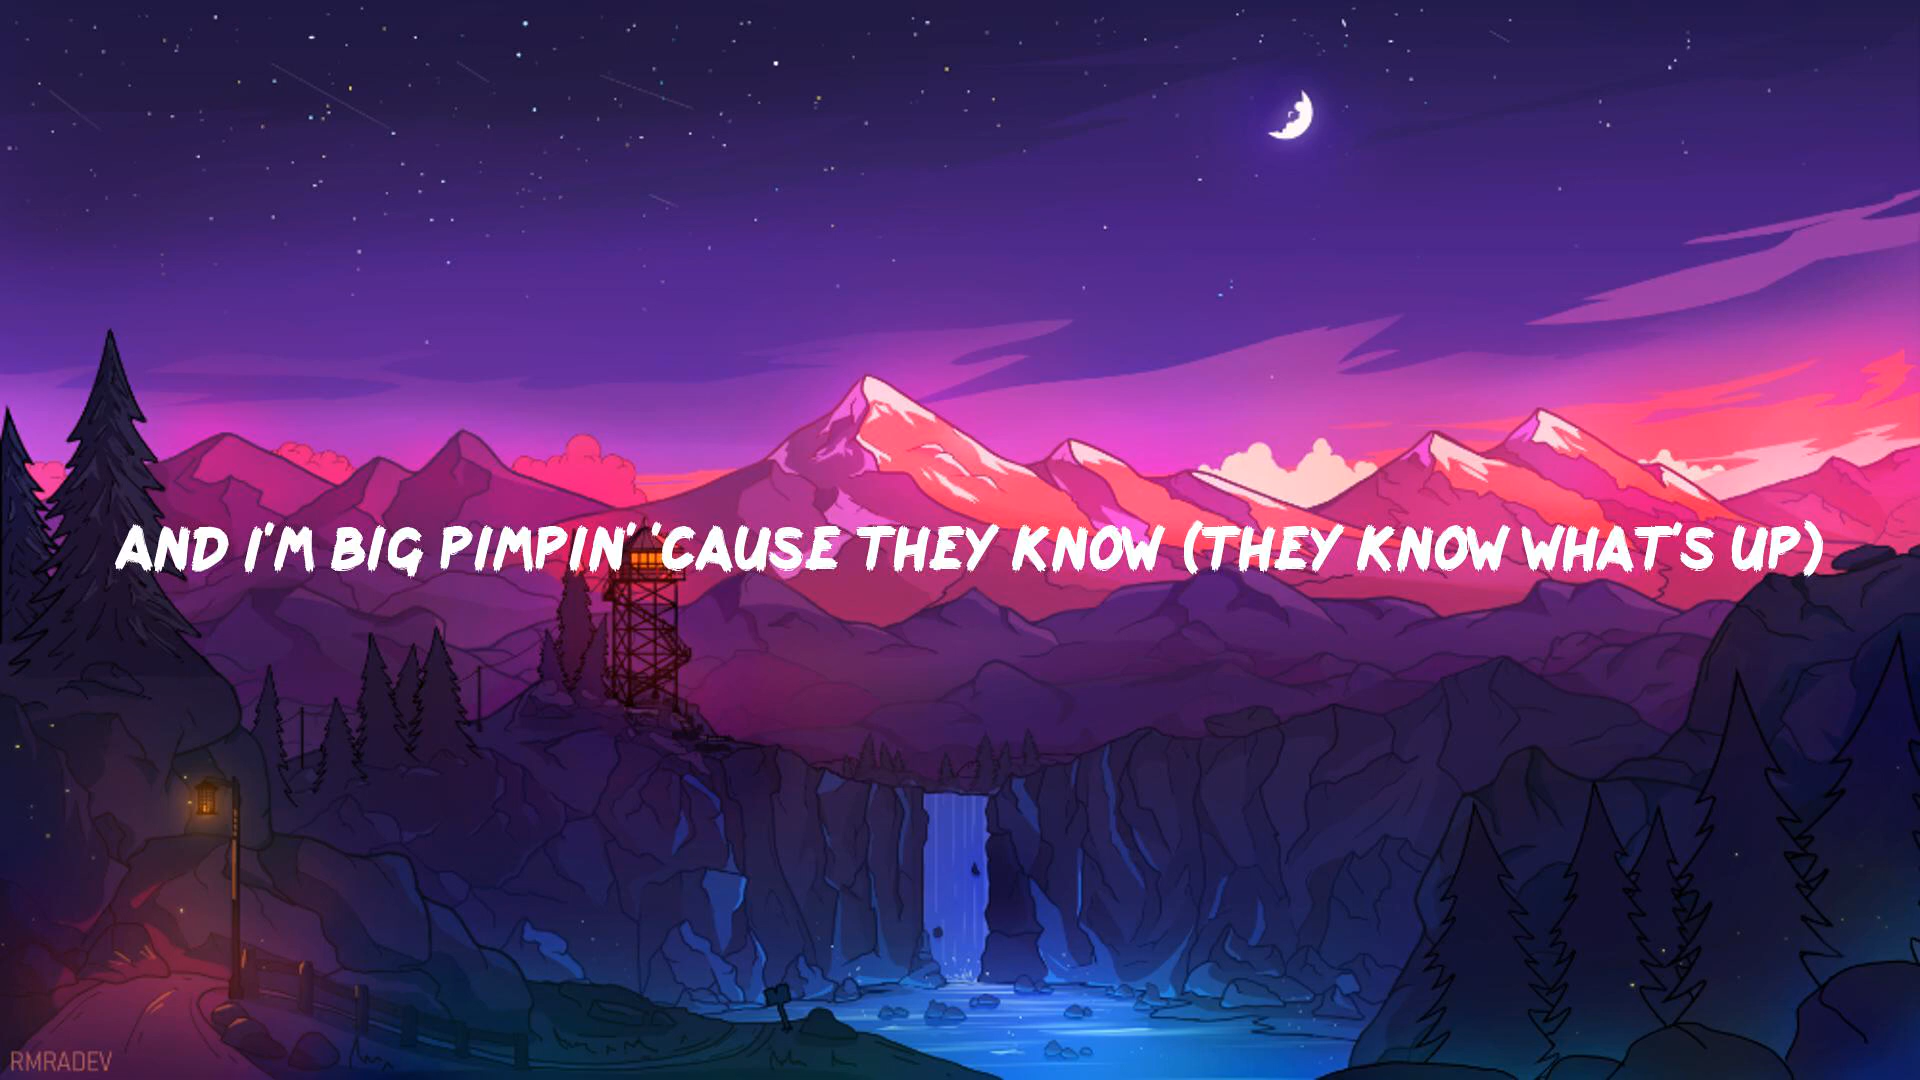 AND I'M BIG PIMPIN' 'CAUSE THEY KNOW (THEY KNOW WHAT'S UP)
RMRADEV